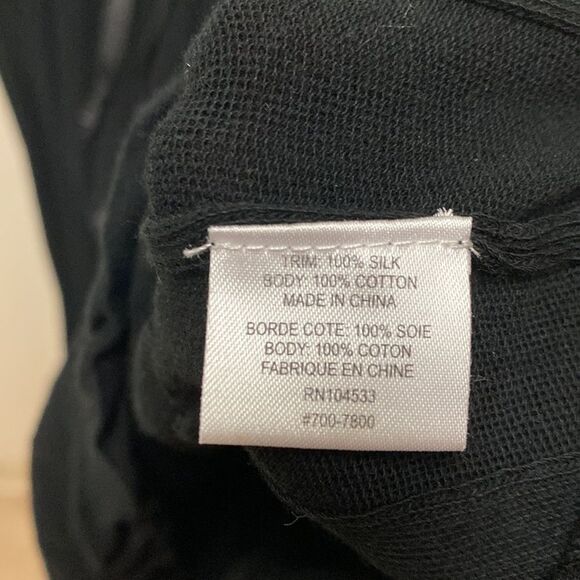 TRIM: 100% SILK
BODY: 100% COTTON
MADE IN CHINA
BORDE COTE: 100% SOIE
BODY: 100% COTON
FABRIQUE EN CHINE
RN104533
#700-7800